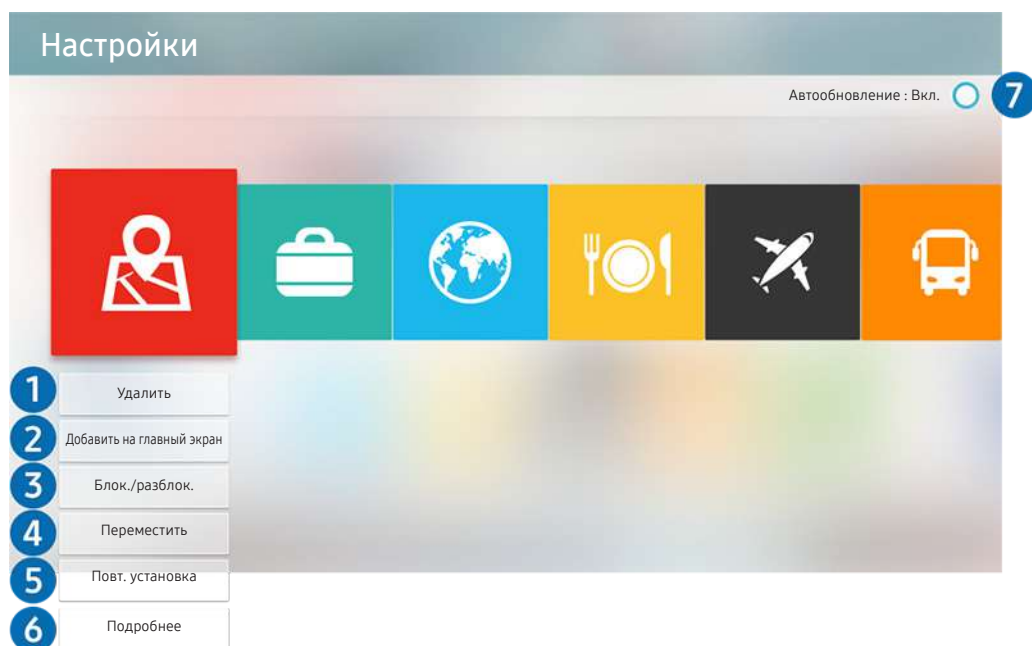 Настройки
Автообновление : Вкл.
7
1
Удалить
2
Добавить на главный экран
3
Блок./разблок.
4
Переместить
5
Повт. установка
6
Подробнее